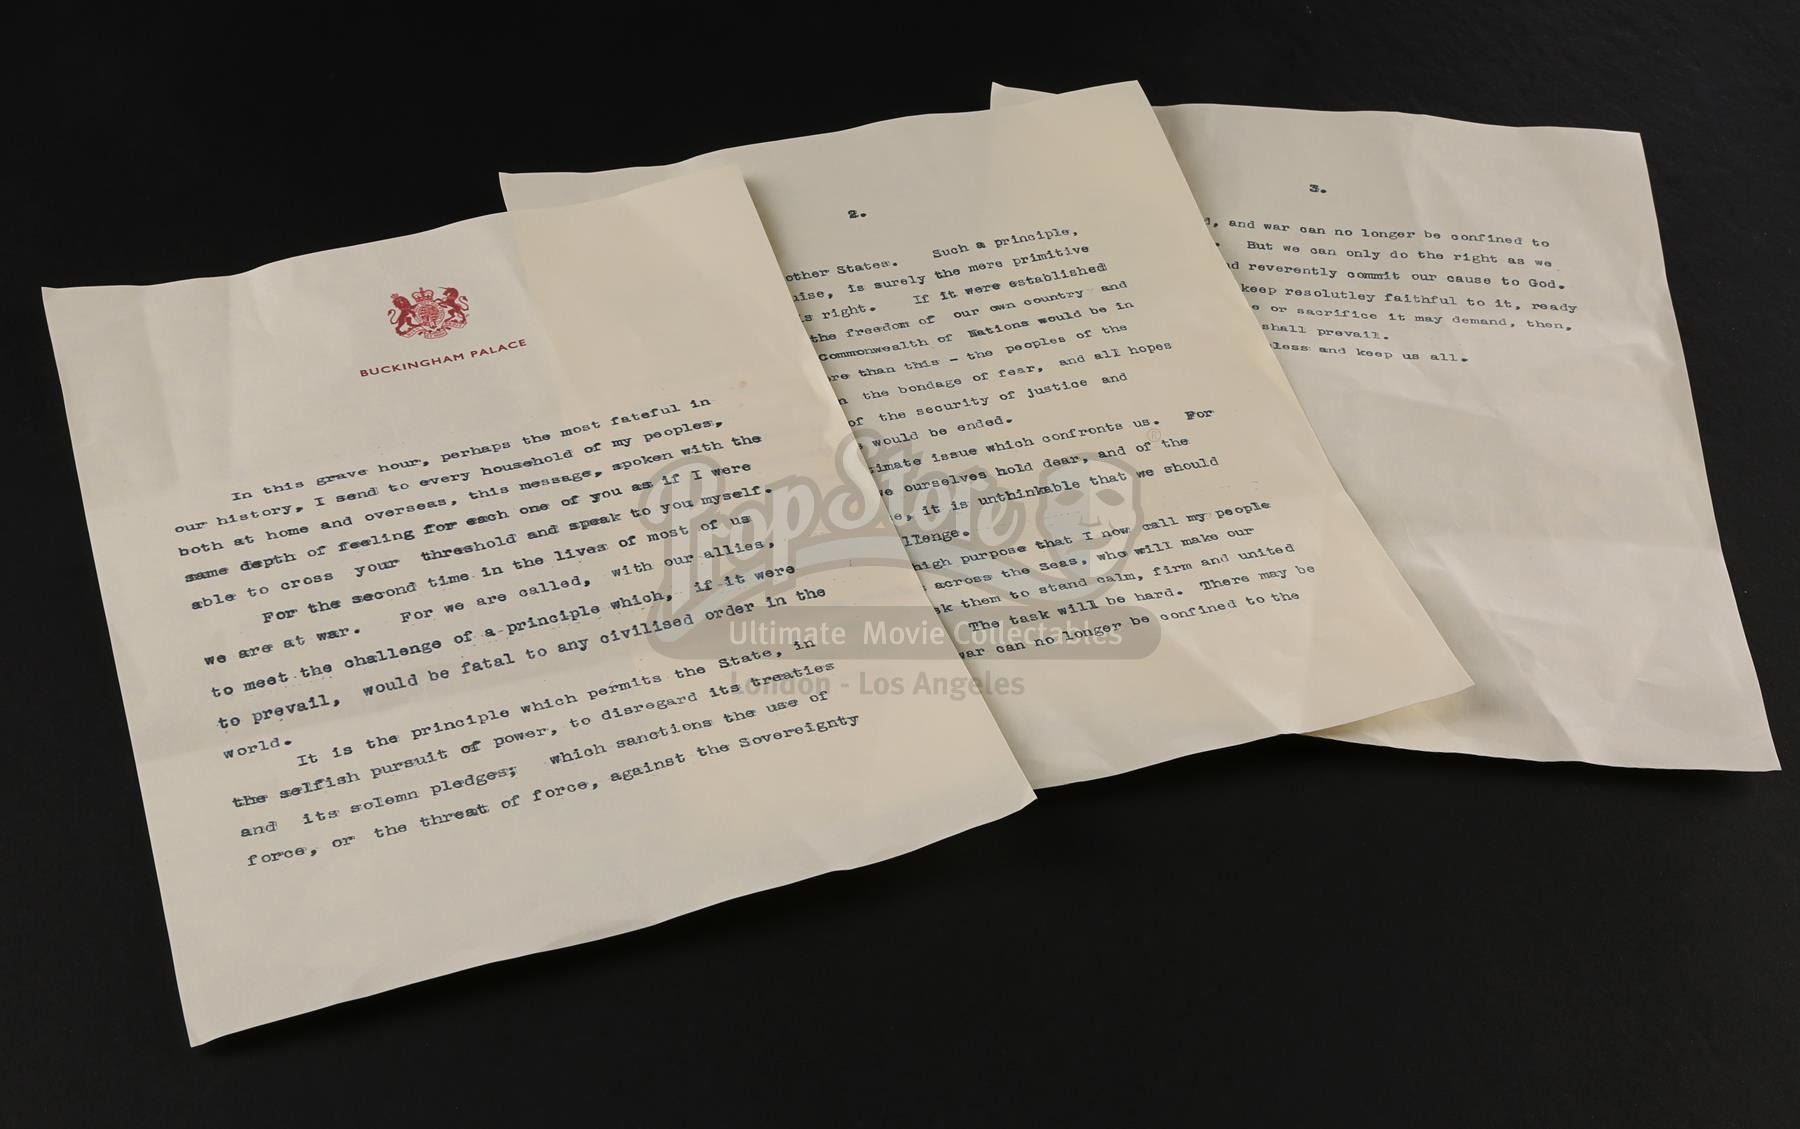 BUCKINGHAM PALACE
In this grave hour, perhaps the most fateful in
our history, I send to every household of my peoples,
both at home and overseas, this message, spoken with the
same depth of feeling for each one of you as if I were
able to cross your threshold and speak to you myself.
For the second time in the lives of most of us
we are at war. For we are called, with our allies,
to meet the challenge of a principle which, if it were
to prevail, would be fatal to any civilised order in the
world.
It is the principle which permits the State, in
the selfish pursuit of power, to disregard its treaties
and its solemn pledges; which sanctions the use of
force, or the threat of force, against the Sovereignty
2.
other States. Such a principle,
is surely the mere primitive
right. If it were established
the freedom of our own country and
Commonwealth of Nations would be in
than this - the peoples of the
the bondage of fear, and all hopes
of the security of justice and
would be ended.
issue which confronts us. For
ourselves hold dear, and of the
it is unthinkable that we should
high purpose that I now call my people
across the Seas, who will make our
them to stand calm, firm and united
The task will be hard. There may be
war can no longer be confined to the
3.
and war can no longer be confined to
But we can only do the right as we
reverently commit our cause to God.
keep resolutley faithful to it, ready
or sacrifice it may demand, then,
shall prevail.
and keep us all.
Prop Store
Ultimate Movie Collectables
London - Los Angeles